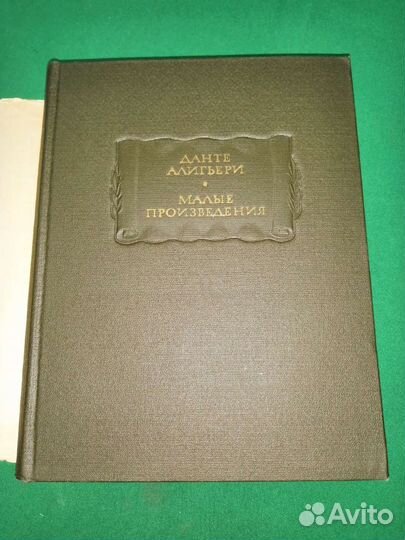 ДАНТЕ
АЛИГЬЕРИ
•
МАЛЫЕ
ПРОИЗВЕДЕНИЯ
Avito